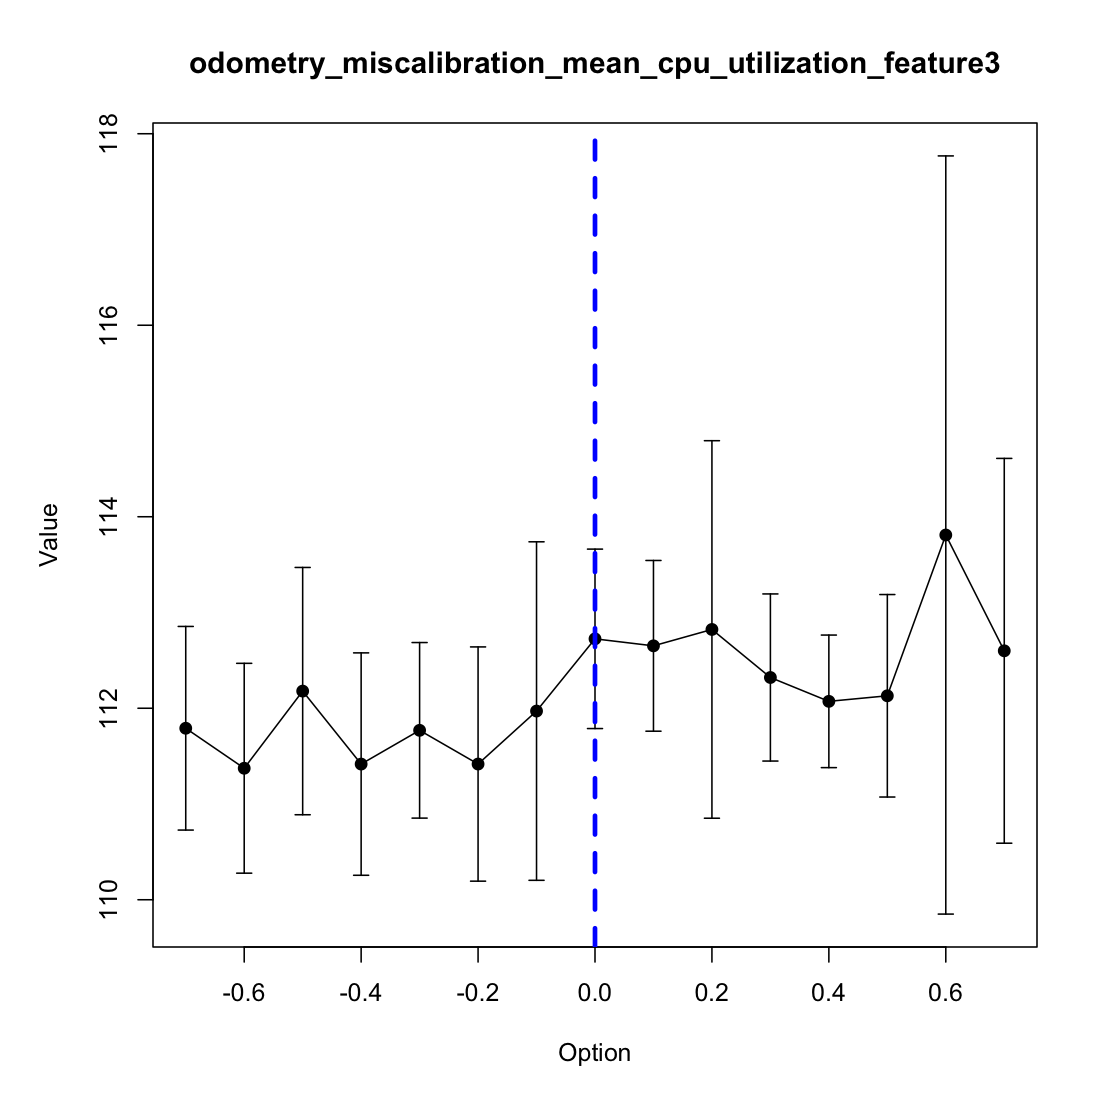 odometry_miscalibration_mean_cpu_utilization_feature3
118
116
114
112
110
Value
-0.6 -0.4 -0.2 0.0 0.2 0.4 0.6
Option